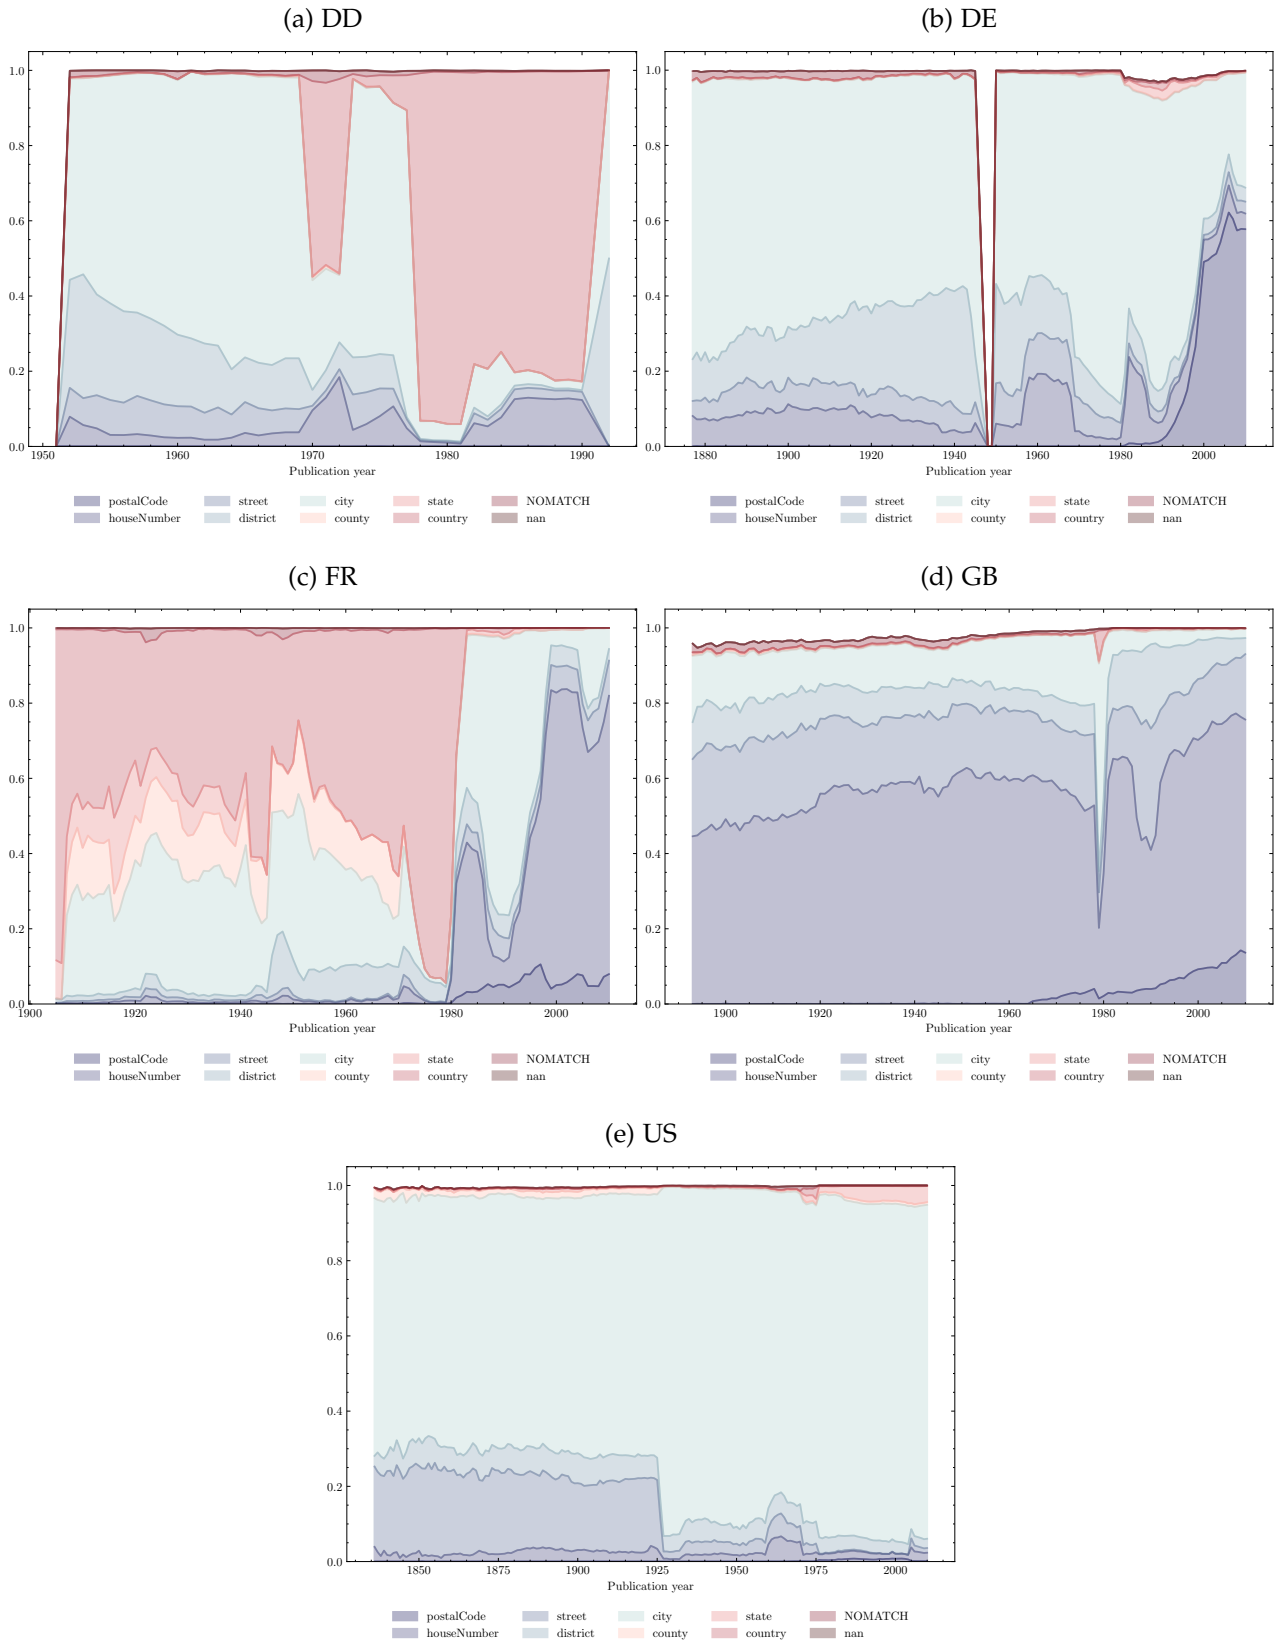 (a) DD
(b) DE
1.0
0.8
0.6
0.4
0.2
0.0
1950 1960 1970 1980 1990
Publication year
postalCode street city state NOMATCH
houseNumber district county country nan
1.0
0.8
0.6
0.4
0.2
0.0
1880 1900 1920 1940 1960 1980 2000
Publication year
postalCode street city state NOMATCH
houseNumber district county country nan
(c) FR
(d) GB
1.0
0.8
0.6
0.4
0.2
0.0
1900 1920 1940 1960 1980 2000
Publication year
postalCode street city state NOMATCH
houseNumber district county country nan
1.0
0.8
0.6
0.4
0.2
0.0
1900 1920 1940 1960 1980 2000
Publication year
postalCode street city state NOMATCH
houseNumber district county country nan
(e) US
1.0
0.8
0.6
0.4
0.2
0.0
1850 1875 1900 1925 1950 1975 2000
Publication year
postalCode street city state NOMATCH
houseNumber district county country nan